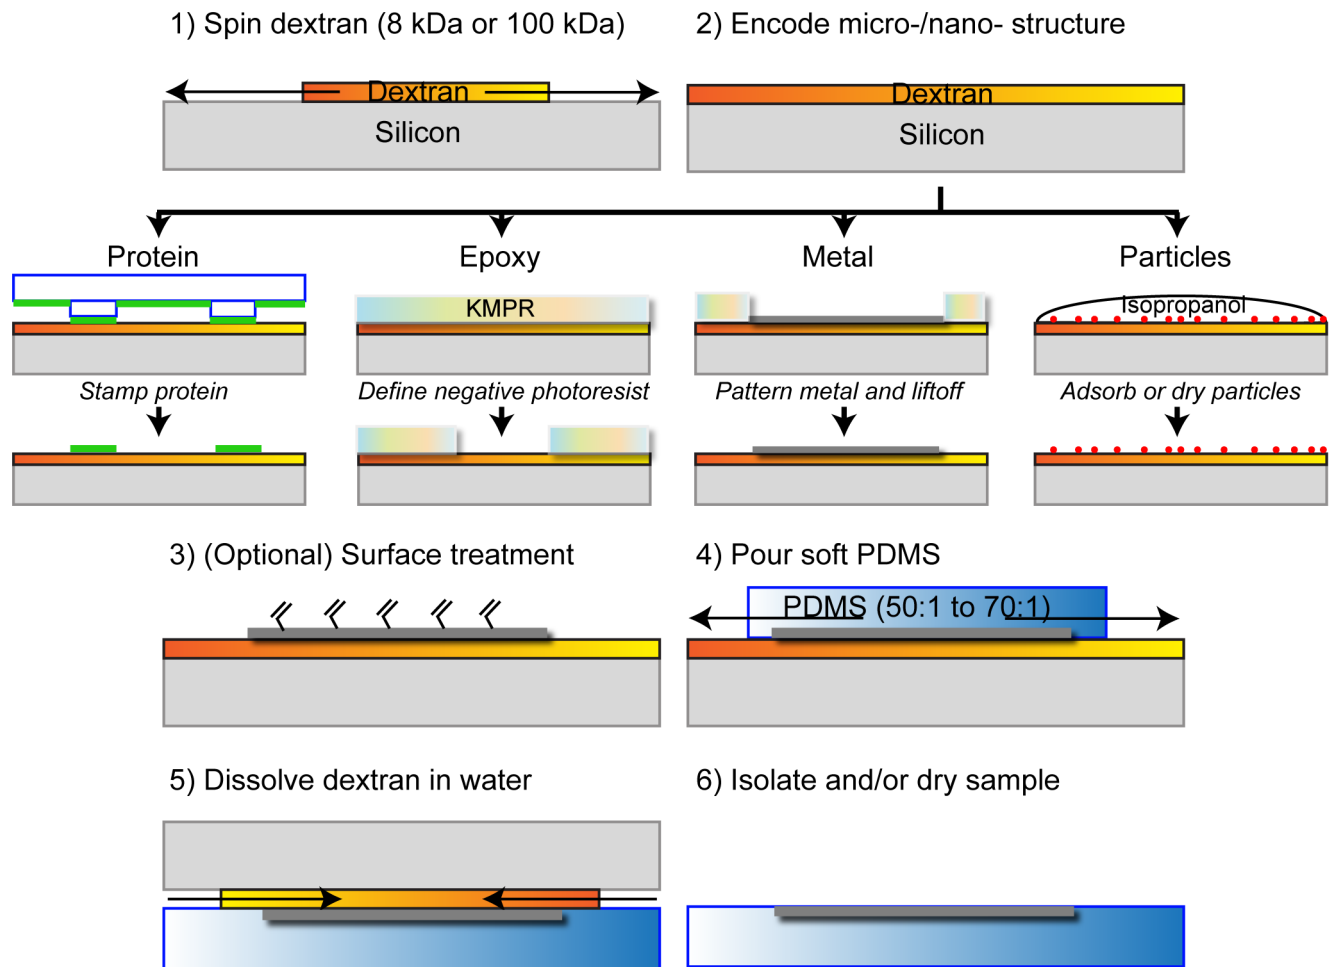 1) Spin dextran (8 kDa or 100 kDa)
2) Encode micro-/nano- structure
Dextran
Silicon
Dextran
Silicon
Protein
Epoxy
Metal
Particles
KMPR
Isopropanol
Stamp protein
Define negative photoresist
Pattern metal and liftoff
Adsorb or dry particles
3) (Optional) Surface treatment
4) Pour soft PDMS
PDMS (50:1 to 70:1)
5) Dissolve dextran in water
6) Isolate and/or dry sample